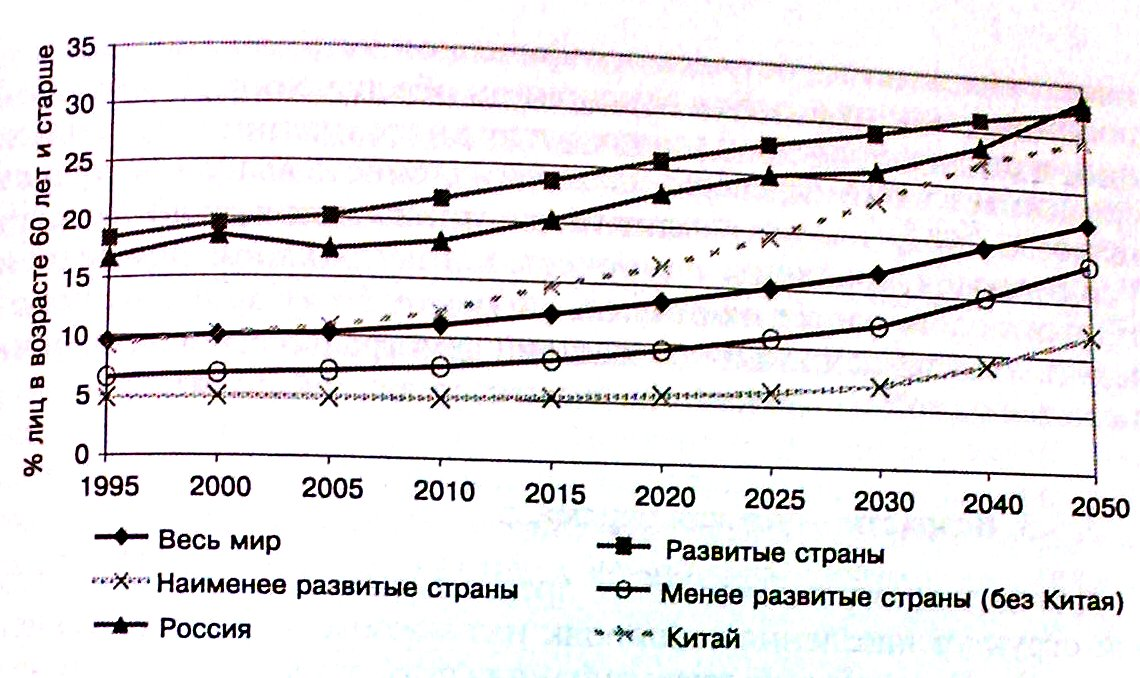 % лиц в возрасте 60 лет и старше
35
30
25
20
15
10
5
0
1995 2000 2005 2010 2015 2020 2025 2030 2040 2050
Весь мир
Развитые страны
Наименее развитые страны
Менее развитые страны (без Китая)
Россия
Китай